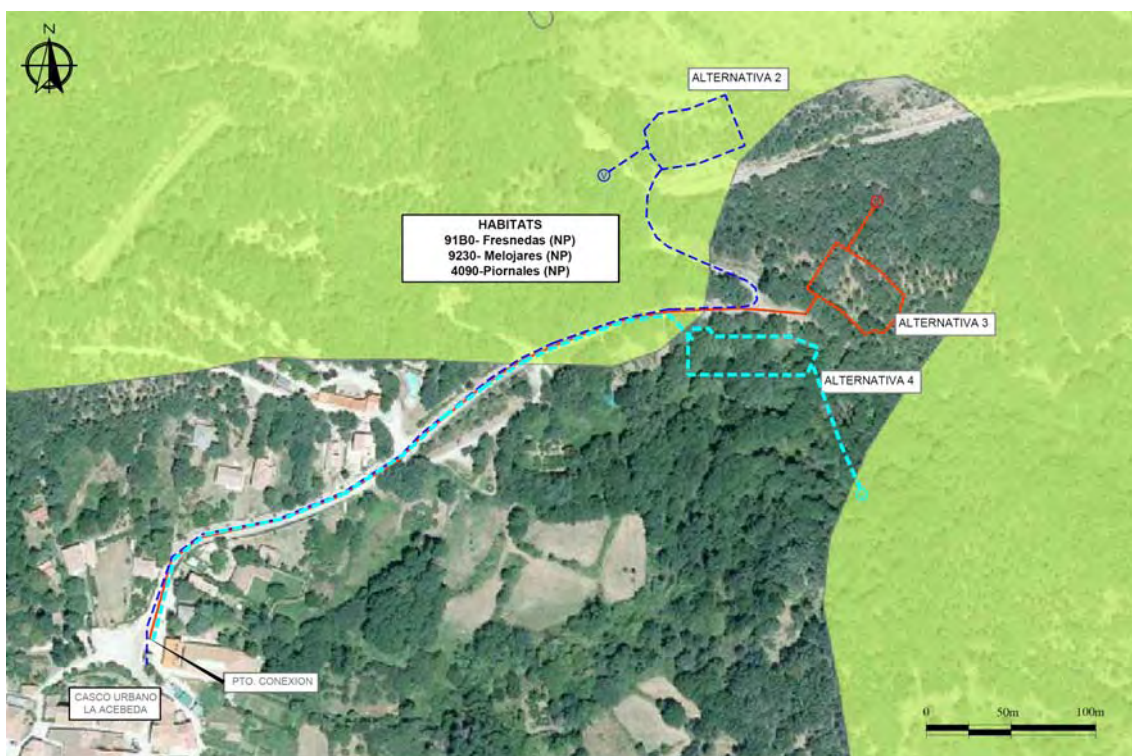 N
ALTERNATIVA 2
V
HABITATS
91B0- Fresnedas (NP)
9230- Melojares (NP)
4090-Piornales (NP)
ALTERNATIVA 3
ALTERNATIVA 4
PTO. CONEXION
CASCO URBANO
LA ACEBEDA
0 50m 100m